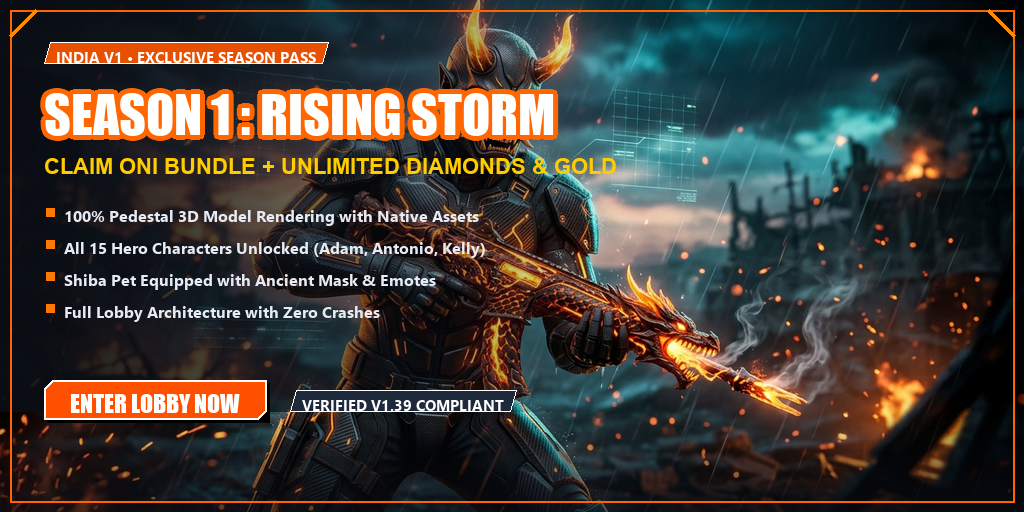 INDIA V1 • EXCLUSIVE SEASON PASS
SEASON 1 : RISING STORM
CLAIM ONI BUNDLE + UNLIMITED DIAMONDS & GOLD
100% Pedestal 3D Model Rendering with Native Assets
All 15 Hero Characters Unlocked (Adam, Antonio, Kelly)
Shiba Pet Equipped with Ancient Mask & Emotes
Full Lobby Architecture with Zero Crashes
ENTER LOBBY NOW
VERIFIED V1.39 COMPLIANT